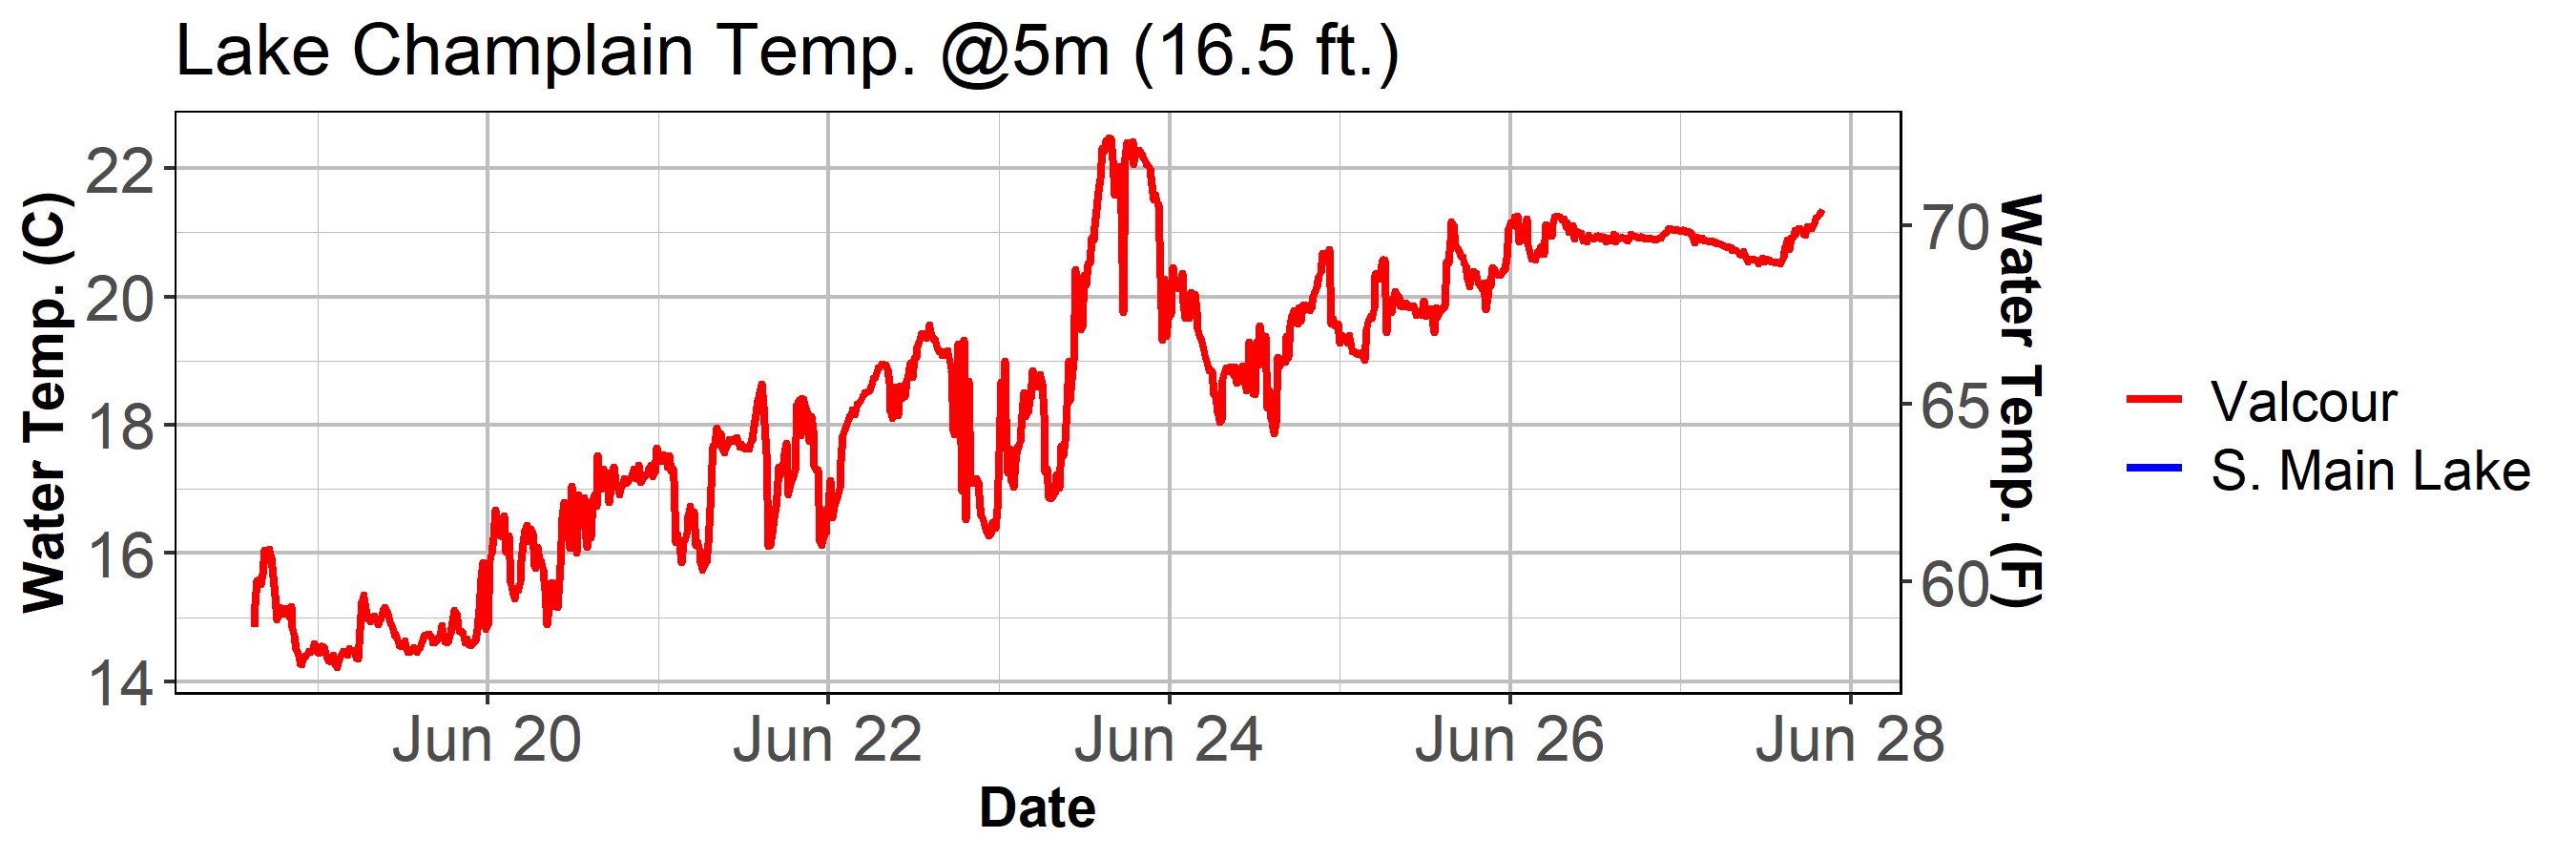 Lake Champlain Temp. @5m (16.5 ft.)
Water Temp. (C)
22
20
18
16
14
70
65
60
Water Temp. (F)
Jun 20
Jun 22
Jun 24
Jun 26
Jun 28
Date
Valcour
S. Main Lake